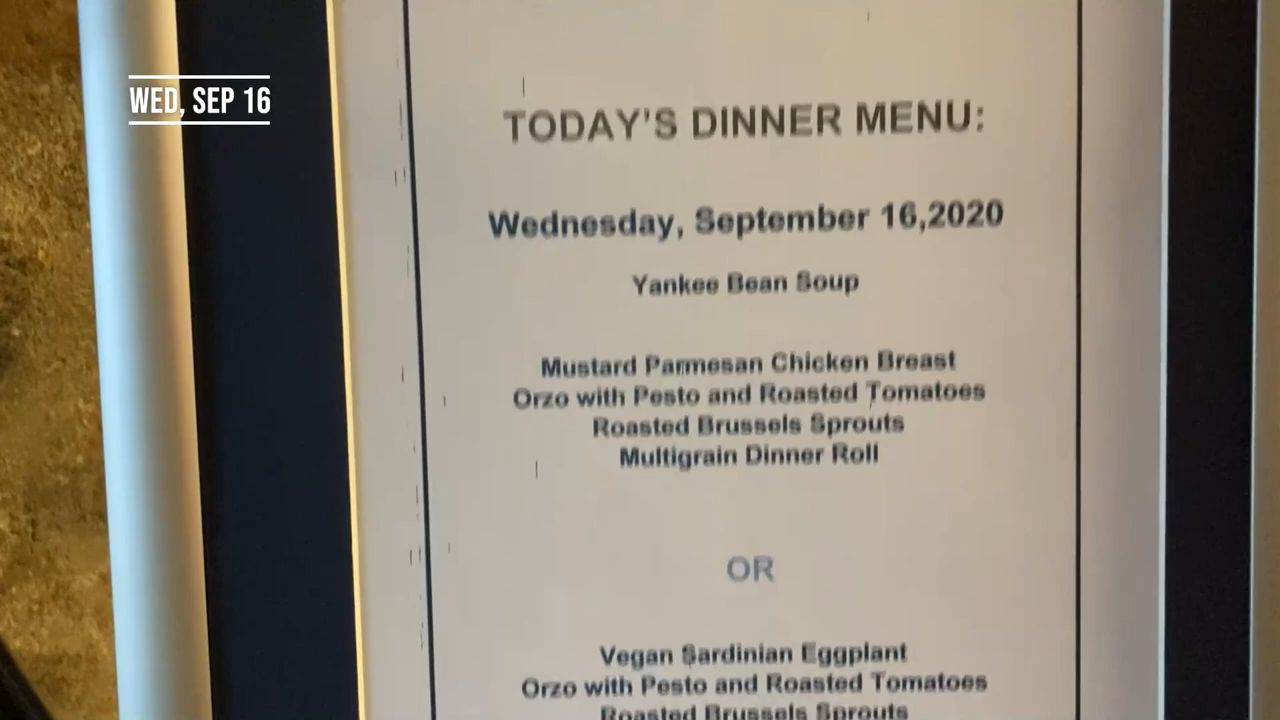 WED, SEP 16
TODAY'S DINNER MENU:
Wednesday, September 16,2020
Yankee Bean Soup
Mustard Parmesan Chicken Breast
Orzo with Pesto and Roasted Tomatoes
Roasted Brussels Sprouts
Multigrain Dinner Roll
OR
Vegan Sardinian Eggplant
Orzo with Pesto and Roasted Tomatoes
Roasted Brussels Sprouts